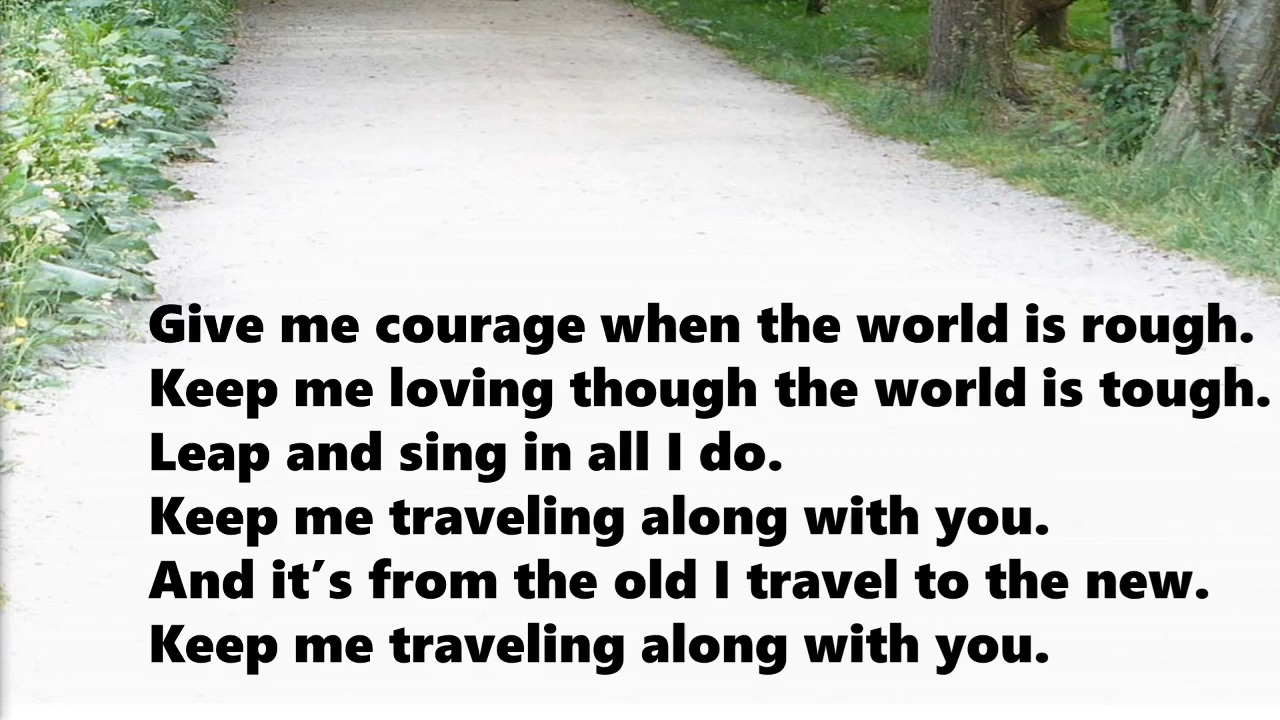 Give me courage when the world is rough.
Keep me loving though the world is tough.
Leap and sing in all I do.
Keep me traveling along with you.
And it’s from the old I travel to the new.
Keep me traveling along with you.